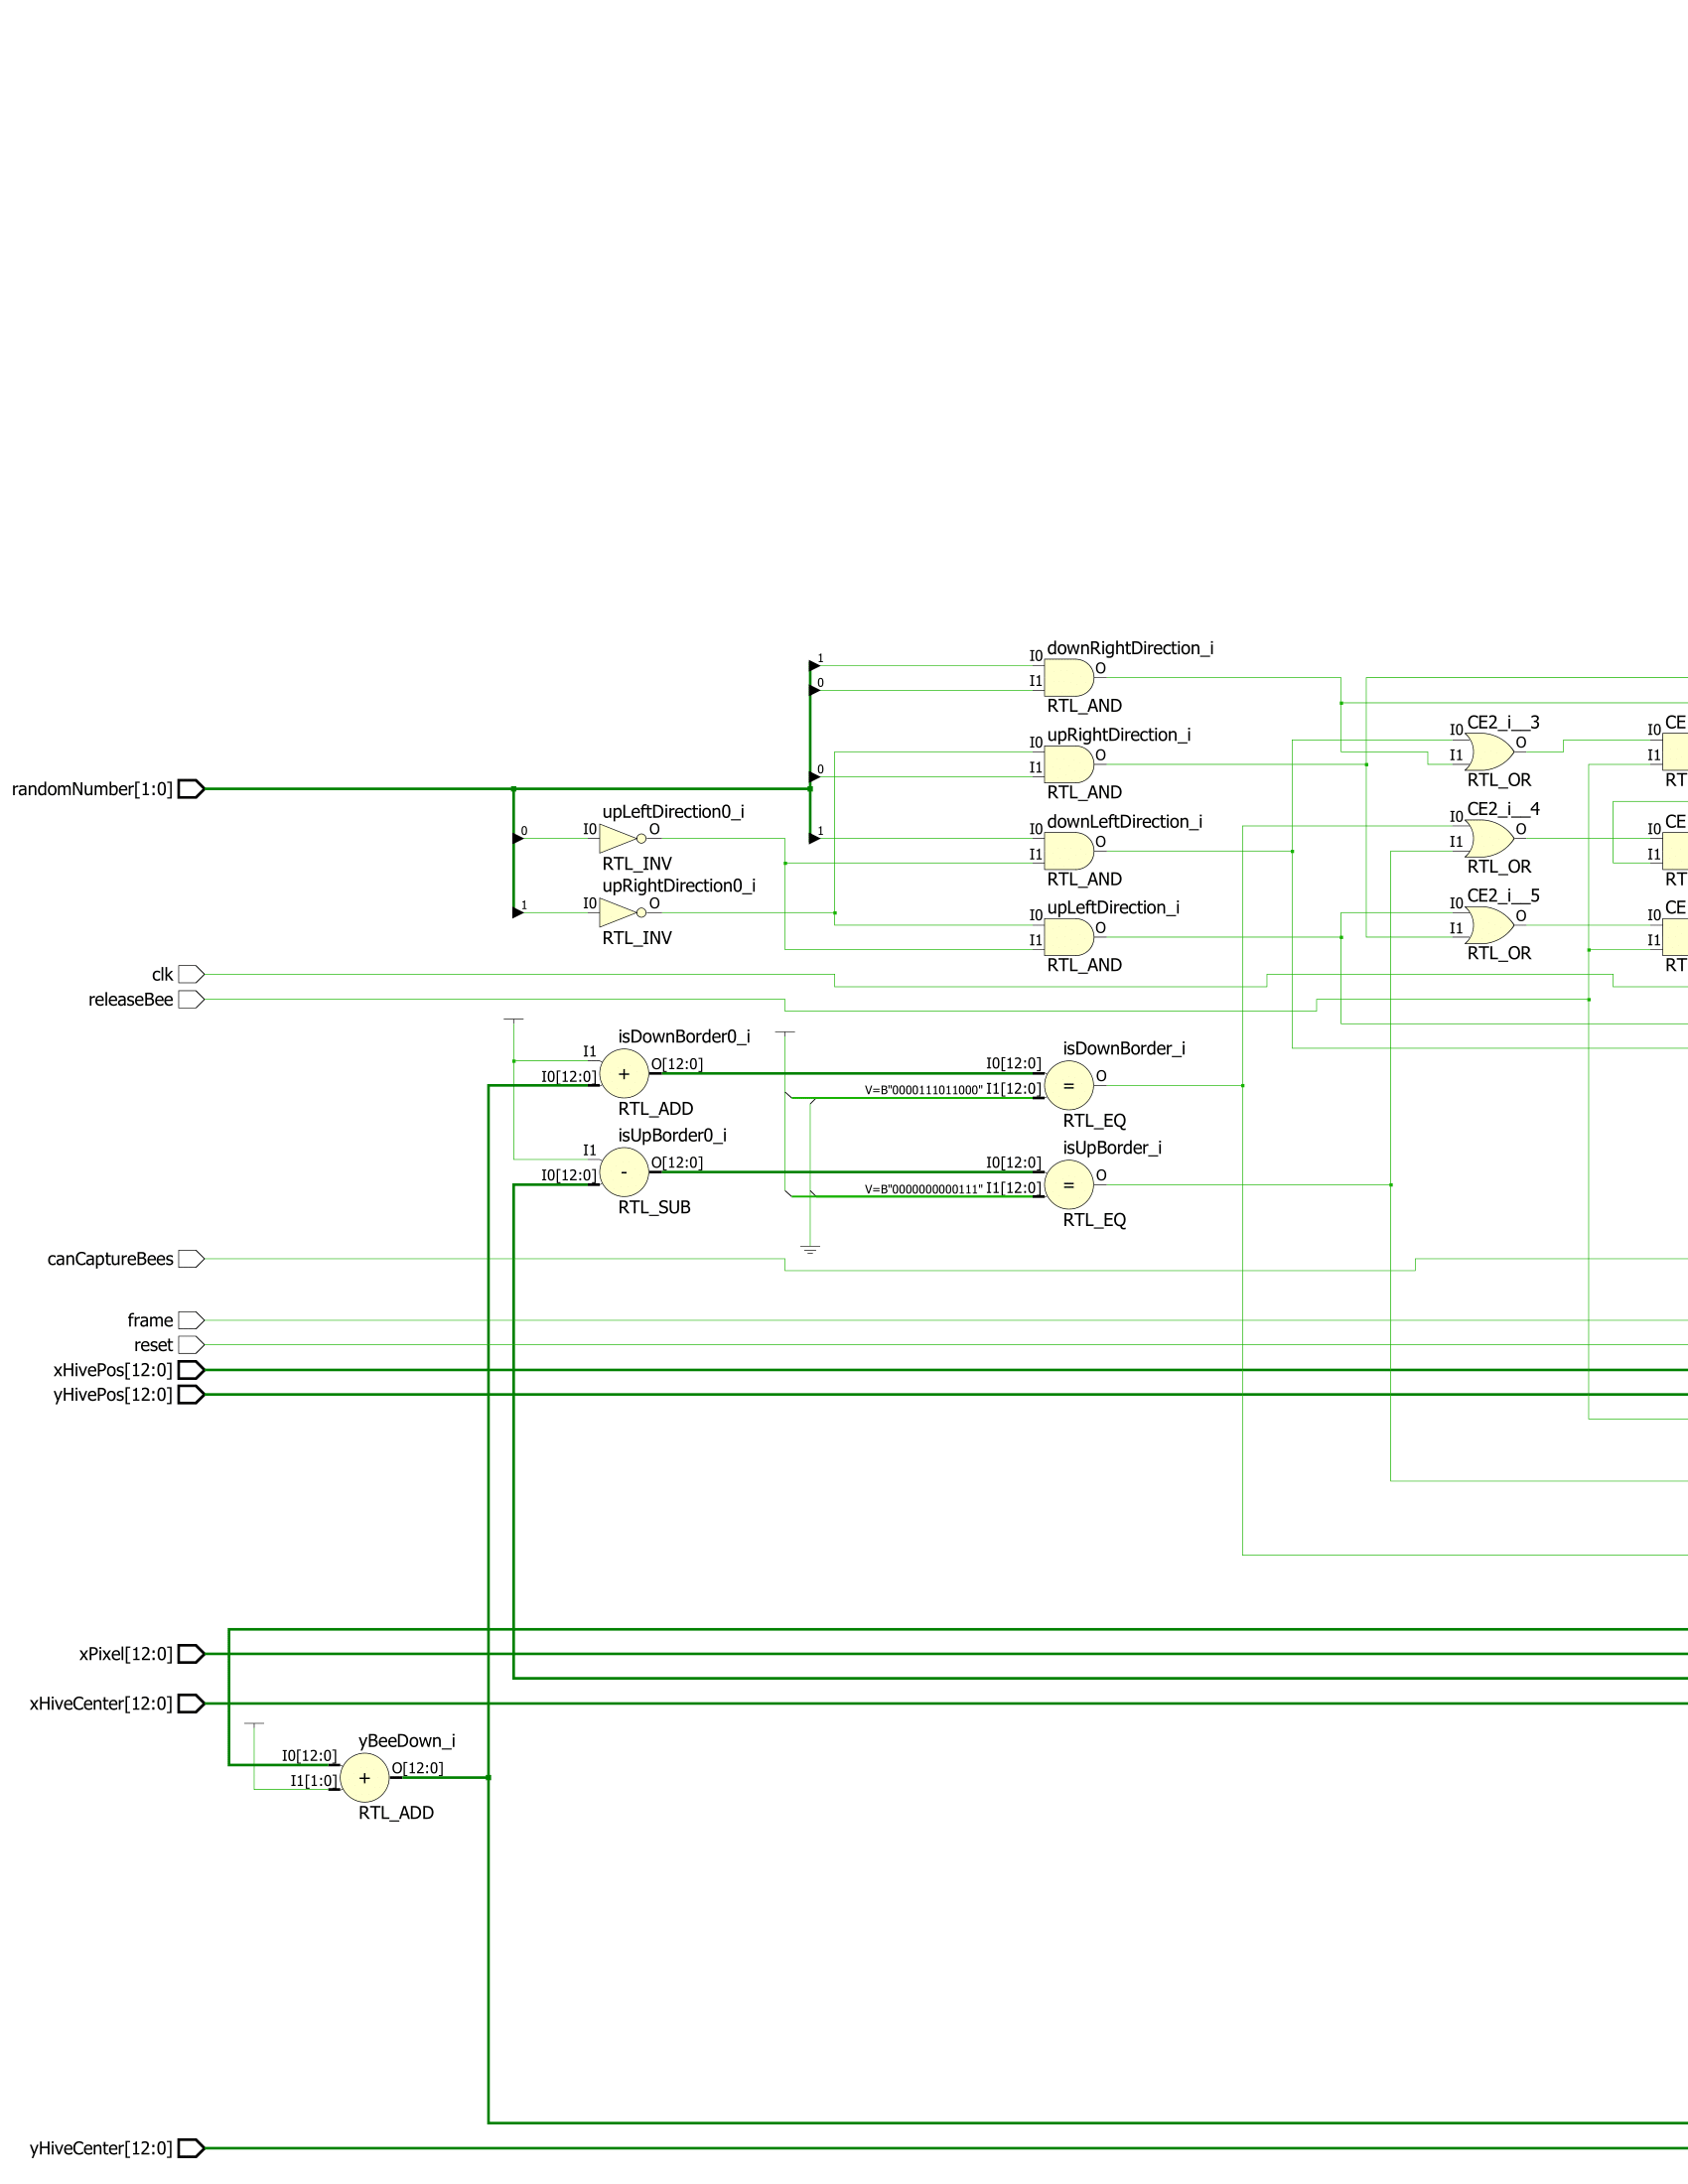 downRightDirection_i
I0
O
1
I1
0
RTL_AND
upRightDirection_i
I0
O
I1
0
RTL_AND
CE2_i__3
I0
O
I1
RTL_OR
I0 CE
I1
RT
randomNumber[1:0]
upLeftDirection0_i
0
I0
O
RTL_INV
upRightDirection0_i
1
I0
O
RTL_INV
downLeftDirection_i
1
I0
O
I1
RTL_AND
upLeftDirection_i
I0
O
I1
RTL_AND
CE2_i__4
I0
O
I1
RTL_OR
I0 CE
I1
RT
CE2_i__5
I0
O
I1
RTL_OR
I0 CE
I1
RT
clk
releaseBee
isDownBorder0_i
I1
O[12:0]
I0[12:0]
+
RTL_ADD
isDownBorder_i
I0[12:0]
O
V=B"0000111011000" I1[12:0]
=
RTL_EQ
isUpBorder0_i
I1
O[12:0]
I0[12:0]
-
RTL_SUB
isUpBorder_i
I0[12:0]
O
V=B"0000000000111" I1[12:0]
=
RTL_EQ
canCaptureBees
frame
reset
xHivePos[12:0]
yHivePos[12:0]
xPixel[12:0]
xHiveCenter[12:0]
yBeeDown_i
I0[12:0]
O[12:0]
I1[1:0]
+
RTL_ADD
yHiveCenter[12:0]